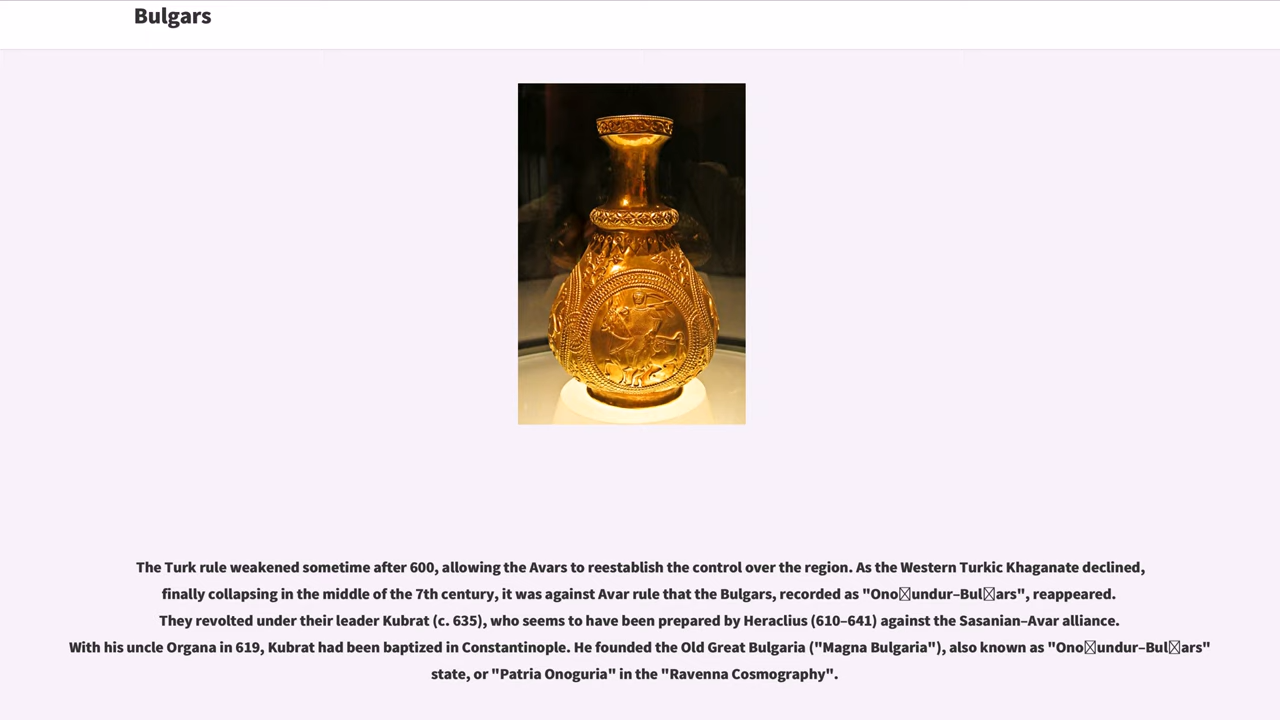 Bulgars
The Turk rule weakened sometime after 600, allowing the Avars to reestablish the control over the region. As the Western Turkic Khaganate declined,
finally collapsing in the middle of the 7th century, it was against Avar rule that the Bulgars, recorded as "Ono□undur–Bul□ars", reappeared.
They revolted under their leader Kubrat (c. 635), who seems to have been prepared by Heraclius (610–641) against the Sasanian–Avar alliance.
With his uncle Organa in 619, Kubrat had been baptized in Constantinople. He founded the Old Great Bulgaria ("Magna Bulgaria"), also known as "Ono□undur–Bul□ars"
state, or "Patria Onoguria" in the "Ravenna Cosmography".